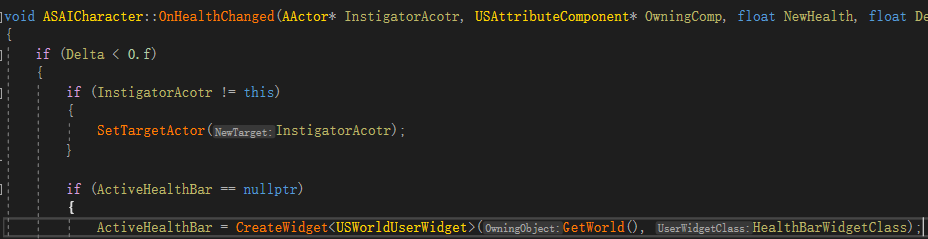 void ASAICharacter::OnHealthChanged(AActor* InstigatorAcotr, USAttributeComponent* OwningComp, float NewHealth, float De
{
if (Delta < 0.f)
{
if (InstigatorAcotr != this)
{
SetTargetActor(NewTarget:InstigatorAcotr);
}
if (ActiveHealthBar == nullptr)
{
ActiveHealthBar = CreateWidget<USWorldUserWidget>(OwningObject:GetWorld(), UserWidgetClass:HealthBarWidgetClass);